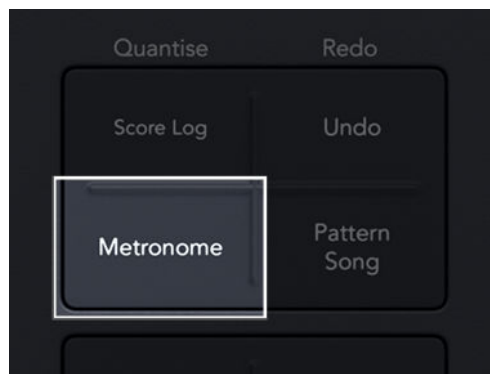 Quantise Redo
Score Log Undo
Metronome
Pattern
Song